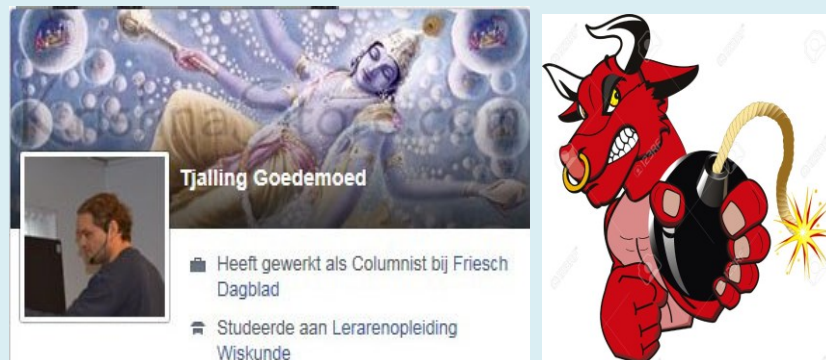 Tjalling Goedemoed
Heeft gewerkt als Columnist bij Friesch
Dagblad
Studeerde aan Lerarenopleiding
Wiskunde